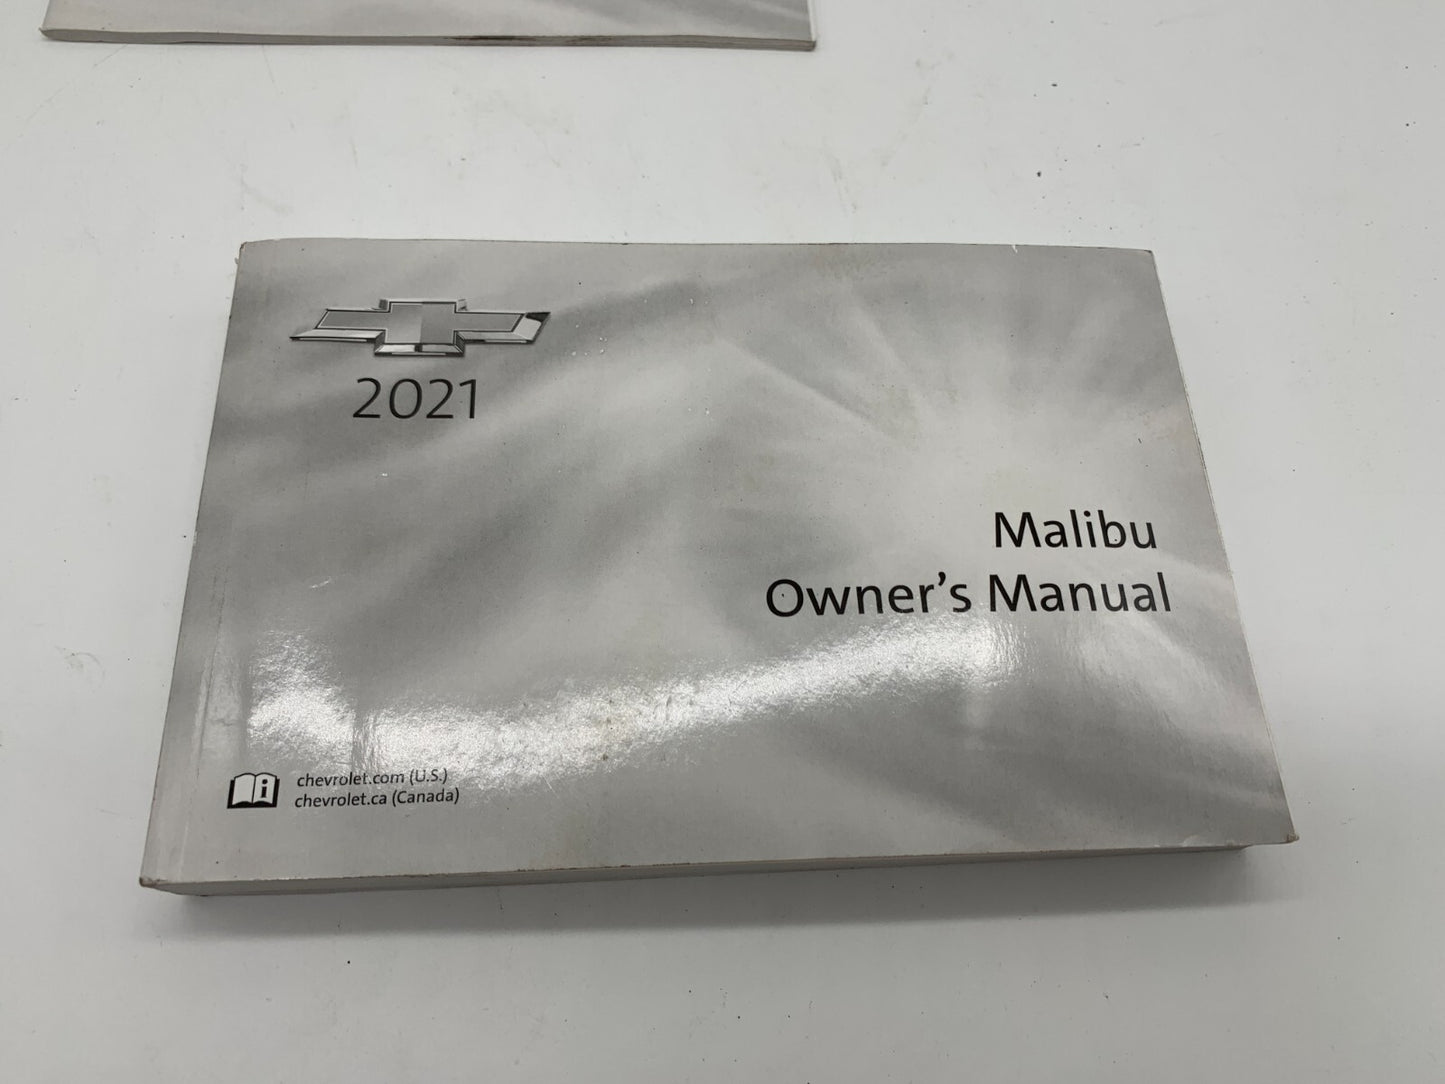 2021
Malibu
Owner's Manual
chevrolet.com (U.S.)
chevrolet.ca (Canada)